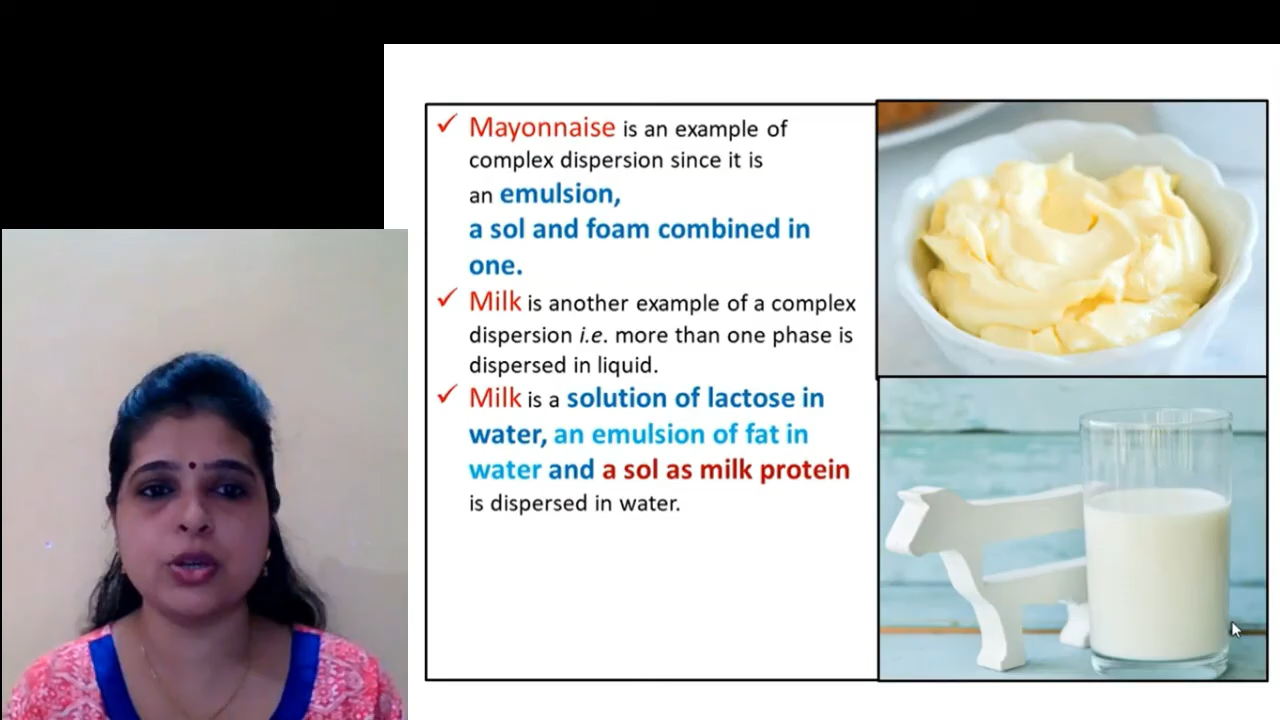 ✓ Mayonnaise is an example of
complex dispersion since it is
an emulsion,
a sol and foam combined in
one.
✓ Milk is another example of a complex
dispersion i.e. more than one phase is
dispersed in liquid.
✓ Milk is a solution of lactose in
water, an emulsion of fat in
water and a sol as milk protein
is dispersed in water.